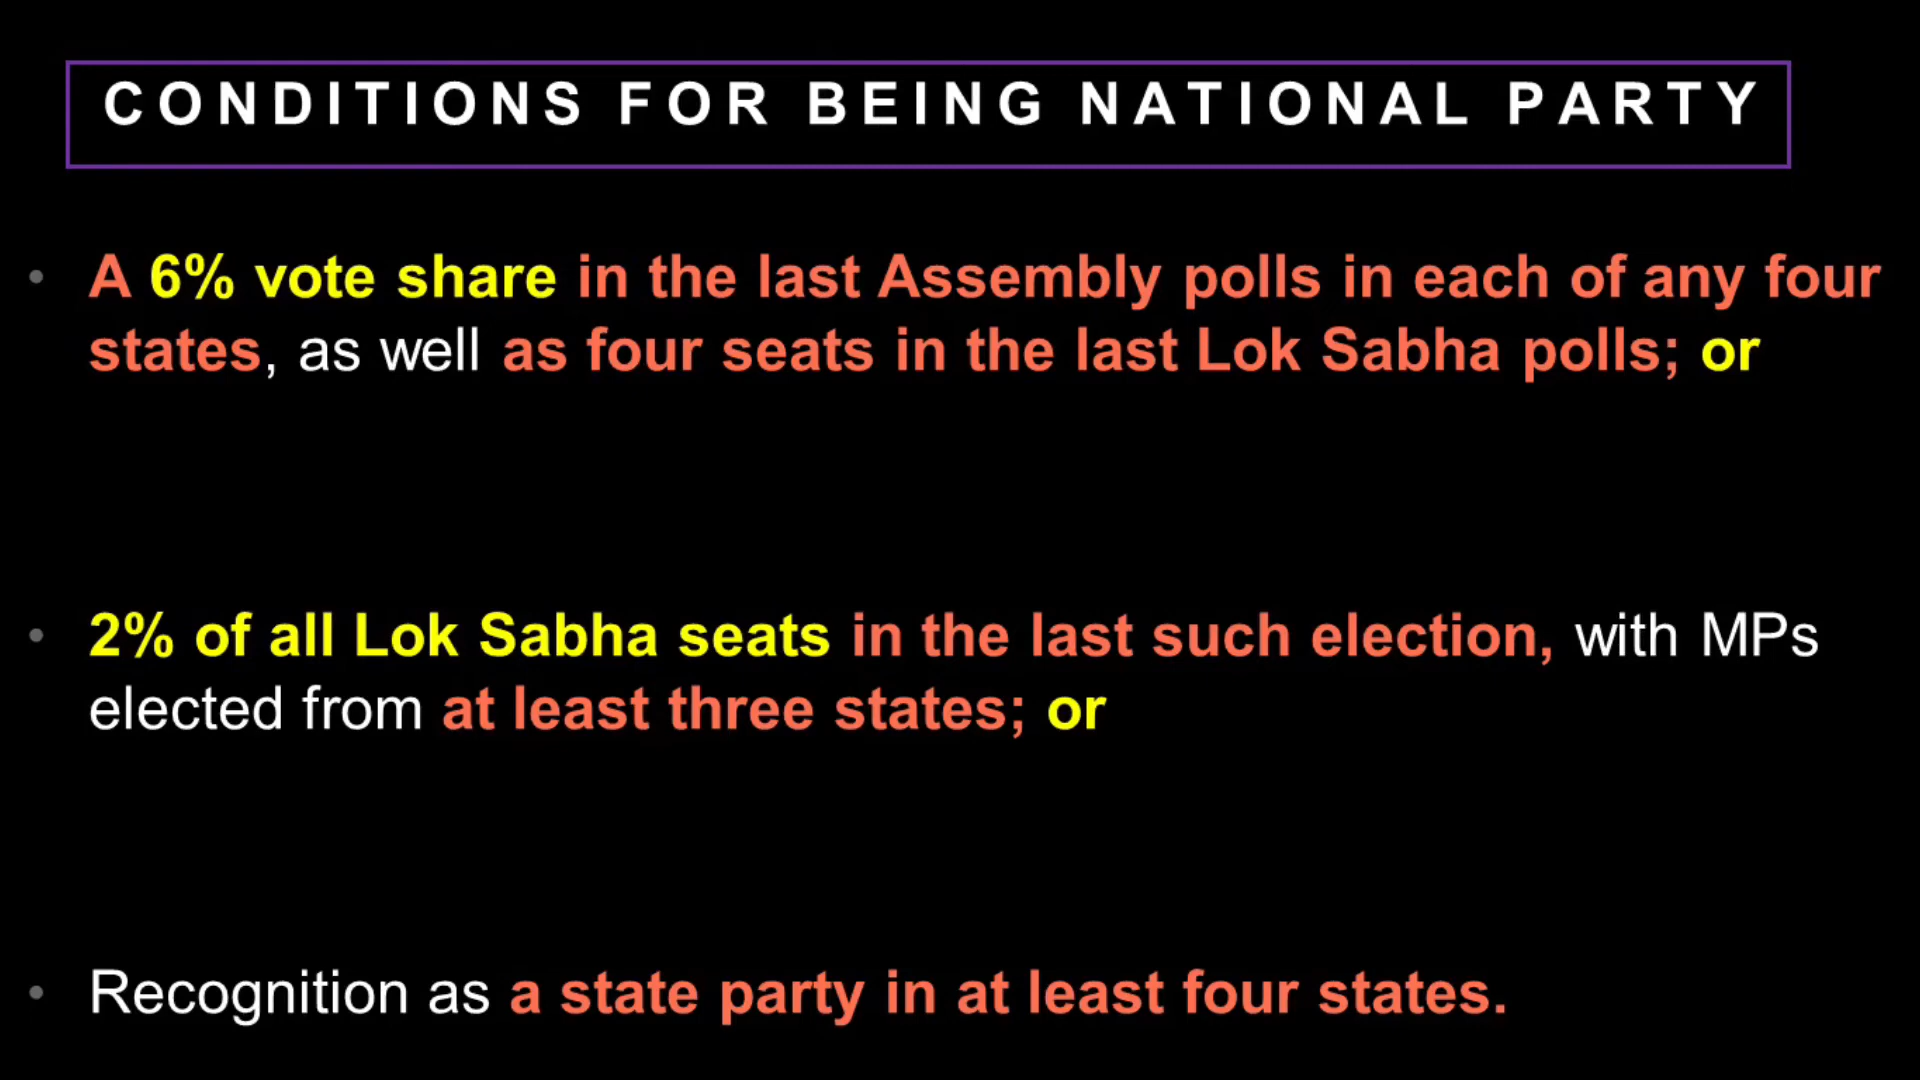 CONDITIONS FOR BEING NATIONAL PARTY
• A 6% vote share in the last Assembly polls in each of any four
states, as well as four seats in the last Lok Sabha polls; or
• 2% of all Lok Sabha seats in the last such election, with MPs
elected from at least three states; or
• Recognition as a state party in at least four states.